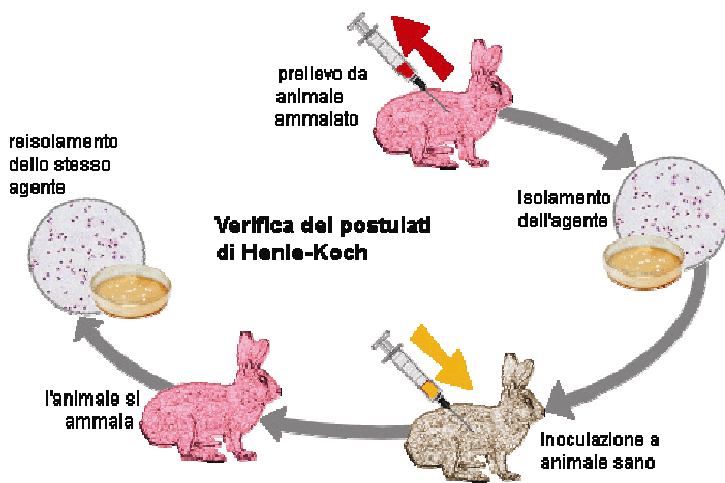 prelievo da
animale
ammalato
Isolamento
dell'agente
Inoculazione a
animale sano
l'animale si
ammala
reisolamento
dello stesso
agente
Verifica dei postulati
di Henle-Koch